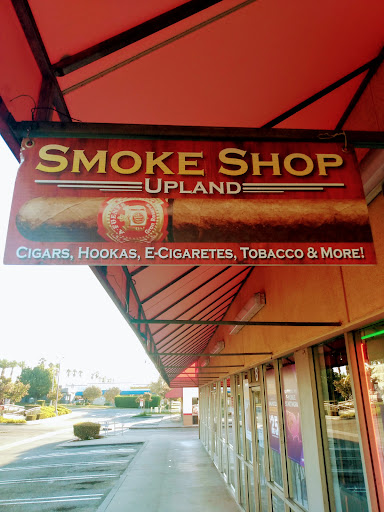 SMOKE SHOP
UPLAND
CIGARS, HOOKAS, E-CIGARETES, TOBACCO & MORE!